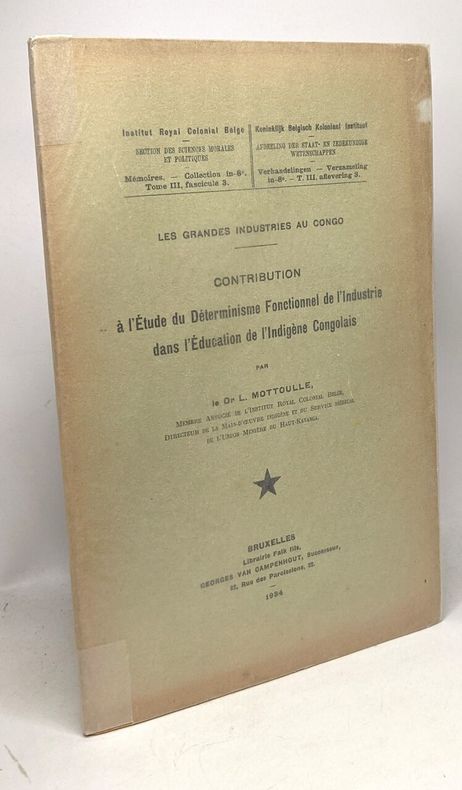 Institut Royal Colonial Belge
SECTION DES SCIENCES MORALES
ET POLITIQUES
Mémoires. — Collection in-8°.
Tome III, fascicule 3.
Koninklijk Belgisch Koloniaal Instituut
AFDEELING DER STAAT- EN ZEDEKUNDIGE
WETENSCHAPPEN
Verhandelingen — Verzameling
in-8°. — T. III, aflevering 3.
LES GRANDES INDUSTRIES AU CONGO
CONTRIBUTION
à l'Étude du Déterminisme Fonctionnel de l'Industrie
dans l'Éducation de l'Indigène Congolais
PAR
le Dr L. MOTTOULLE,
MEMBRE ASSOCIÉ DE L'INSTITUT ROYAL COLONIAL BELGE,
DIRECTEUR DE LA MAIN-D'ŒUVRE INDIGÈNE ET DU SERVICE MÉDICAL
DE L'UNION MINIÈRE DU HAUT-KATANGA.
BRUXELLES
Librairie Falk fils,
GEORGES VAN CAMPENHOUT, Successeur,
22, Rue des Paroissiens, 22.
1934